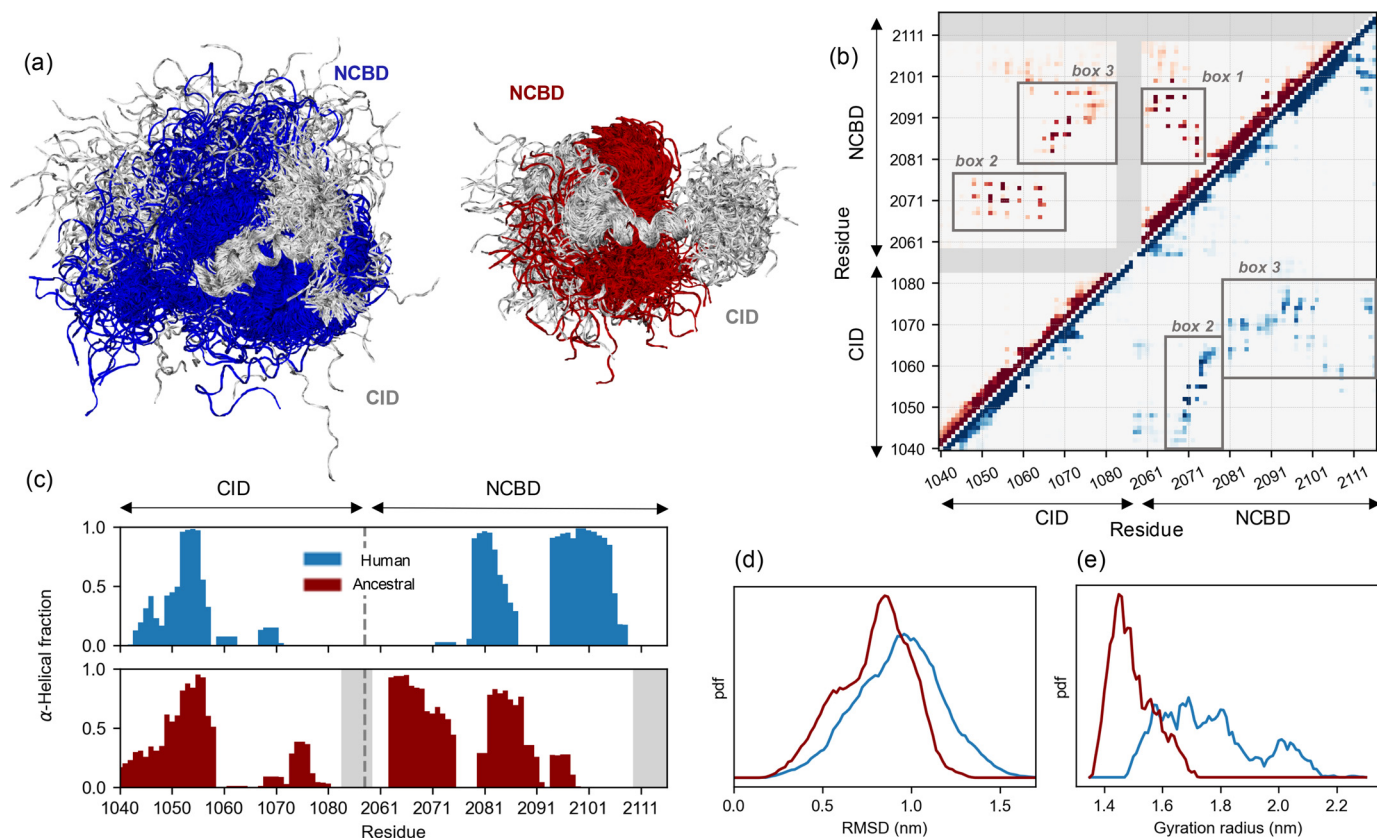 (a)
NCBD
CID
NCBD
CID
(b)
NCBD
Residue
CID
2111
2101
2091
2081
2071
2061
1080
1070
1060
1050
1040
box 3
box 1
box 2
box 3
box 2
1040 1050 1060 1070 1080 2061 2071 2081 2091 2101 2111
CID Residue NCBD
(c)
CID NCBD
α-Helical fraction
1.0
0.5
0.0
Human
Ancestral
1.0
0.5
0.0
1040 1050 1060 1070 1080 2061 2071 2081 2091 2101 2111
Residue
(d)
pdf
0.0 0.5 1.0 1.5
RMSD (nm)
(e)
pdf
1.4 1.6 1.8 2.0 2.2
Gyration radius (nm)